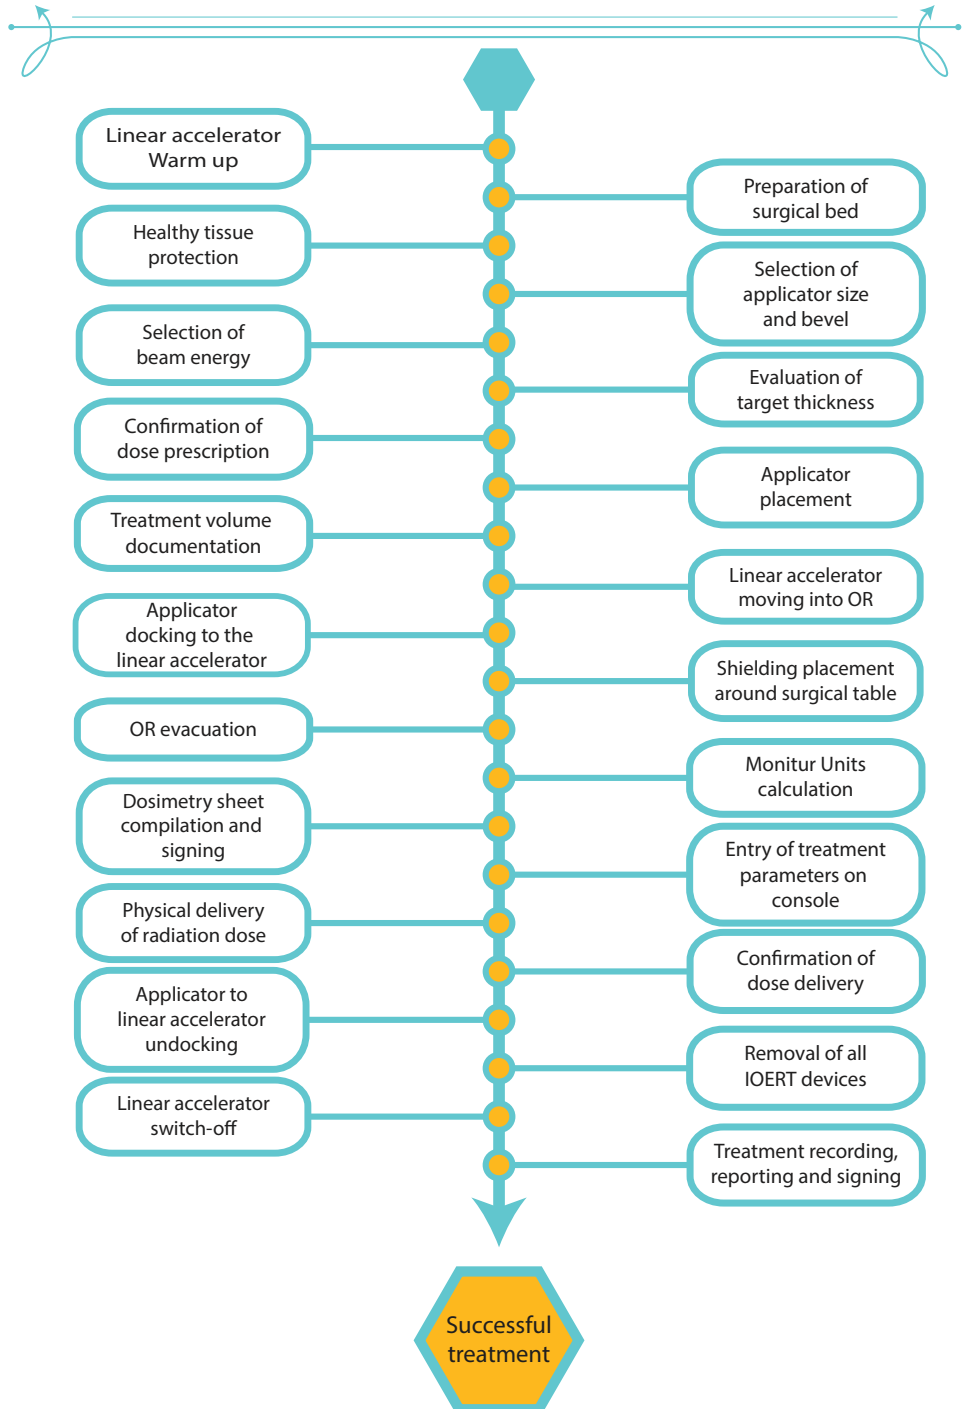 Linear accelerator
Warm up
Preparation of
surgical bed
Healthy tissue
protection
Selection of
applicator size
and bevel
Selection of
beam energy
Evaluation of
target thickness
Confirmation of
dose prescription
Applicator
placement
Treatment volume
documentation
Linear accelerator
moving into OR
Applicator
docking to the
linear accelerator
Shielding placement
around surgical table
OR evacuation
Monitur Units
calculation
Dosimetry sheet
compilation and
signing
Entry of treatment
parameters on
console
Physical delivery
of radiation dose
Confirmation of
dose delivery
Applicator to
linear accelerator
undocking
Removal of all
IOERT devices
Linear accelerator
switch-off
Treatment recording,
reporting and signing
Successful
treatment